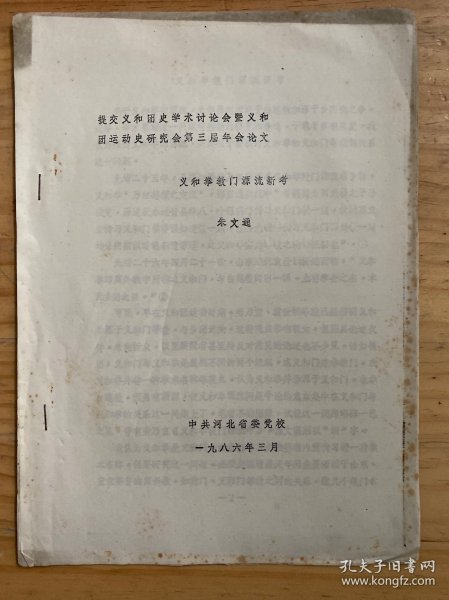 提交义和团史学术讨论会暨义和
团运动史研究会第三届年会论文
义和拳教门源流新考
朱文通
中共河北省委党校
一九八六年三月
孔夫子旧书网
www.kongfz.com